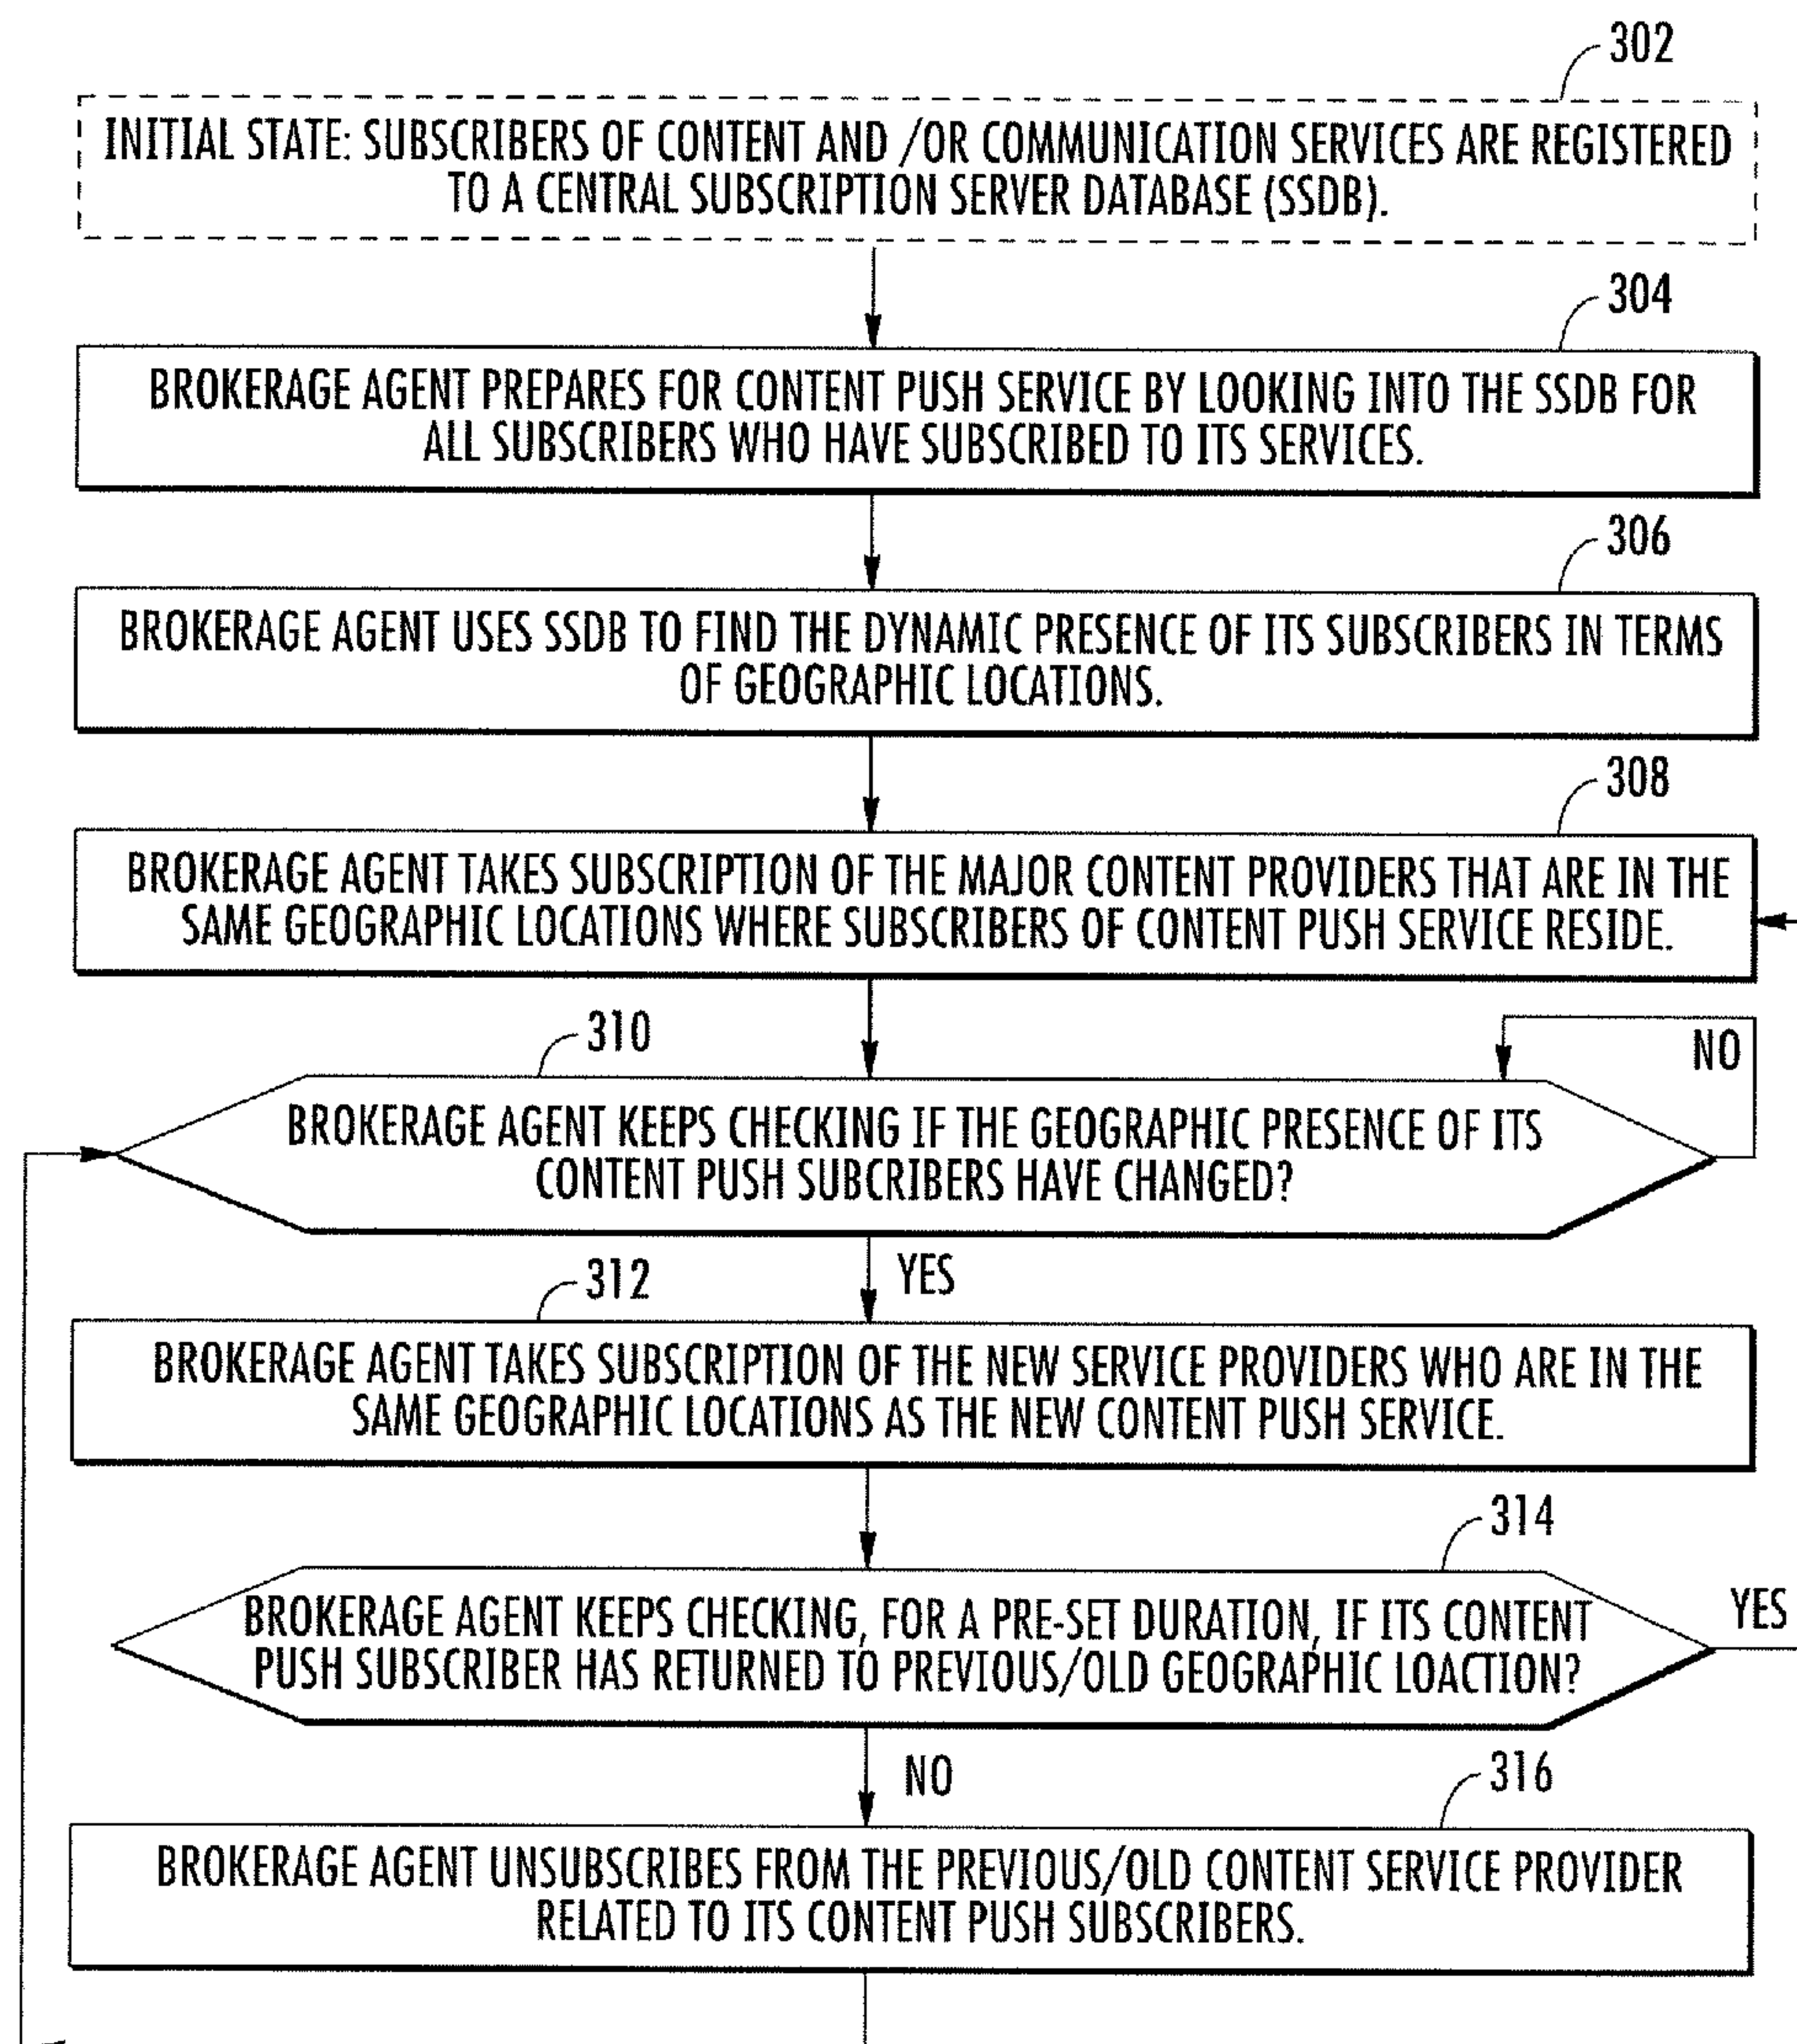 302
INITIAL STATE: SUBSCRIBERS OF CONTENT AND /OR COMMUNICATION SERVICES ARE REGISTERED
TO A CENTRAL SUBSCRIPTION SERVER DATABASE (SSDB).
304
BROKERAGE AGENT PREPARES FOR CONTENT PUSH SERVICE BY LOOKING INTO THE SSDB FOR
ALL SUBSCRIBERS WHO HAVE SUBSCRIBED TO ITS SERVICES.
306
BROKERAGE AGENT USES SSDB TO FIND THE DYNAMIC PRESENCE OF ITS SUBSCRIBERS IN TERMS
OF GEOGRAPHIC LOCATIONS.
308
BROKERAGE AGENT TAKES SUBSCRIPTION OF THE MAJOR CONTENT PROVIDERS THAT ARE IN THE
SAME GEOGRAPHIC LOCATIONS WHERE SUBSCRIBERS OF CONTENT PUSH SERVICE RESIDE.
310
NO
BROKERAGE AGENT KEEPS CHECKING IF THE GEOGRAPHIC PRESENCE OF ITS
CONTENT PUSH SUBCRIBERS HAVE CHANGED?
YES
312
BROKERAGE AGENT TAKES SUBSCRIPTION OF THE NEW SERVICE PROVIDERS WHO ARE IN THE
SAME GEOGRAPHIC LOCATIONS AS THE NEW CONTENT PUSH SERVICE.
314
YES
BROKERAGE AGENT KEEPS CHECKING, FOR A PRE-SET DURATION, IF ITS CONTENT
PUSH SUBSCRIBER HAS RETURNED TO PREVIOUS/OLD GEOGRAPHIC LOACTION?
NO
316
BROKERAGE AGENT UNSUBSCRIBES FROM THE PREVIOUS/OLD CONTENT SERVICE PROVIDER
RELATED TO ITS CONTENT PUSH SUBSCRIBERS.